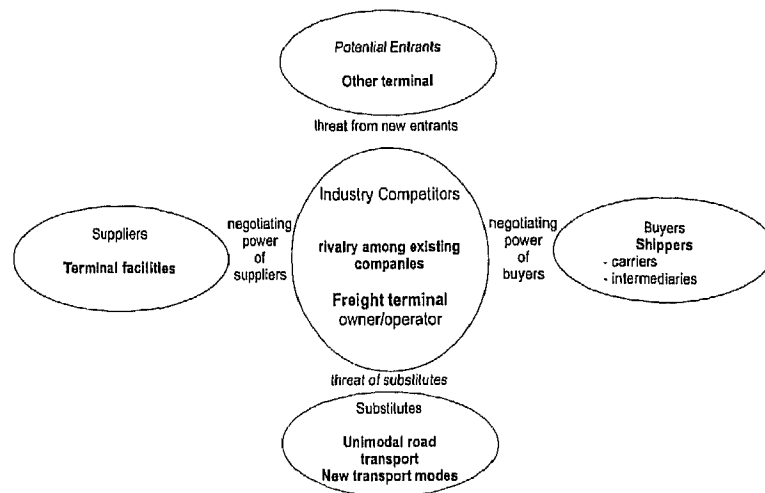 Potential Entrants
Other terminal
threat from new entrants
Industry Competitors
rivalry among existing
companies
Freight terminal
owner/operator
Suppliers
Terminal facilities
negotiating
power
of
suppliers
negotiating
power
of
buyers
Buyers
Shippers
- carriers
- intermediaries
threat of substitutes
Substitutes
Unimodal road
transport
New transport modes